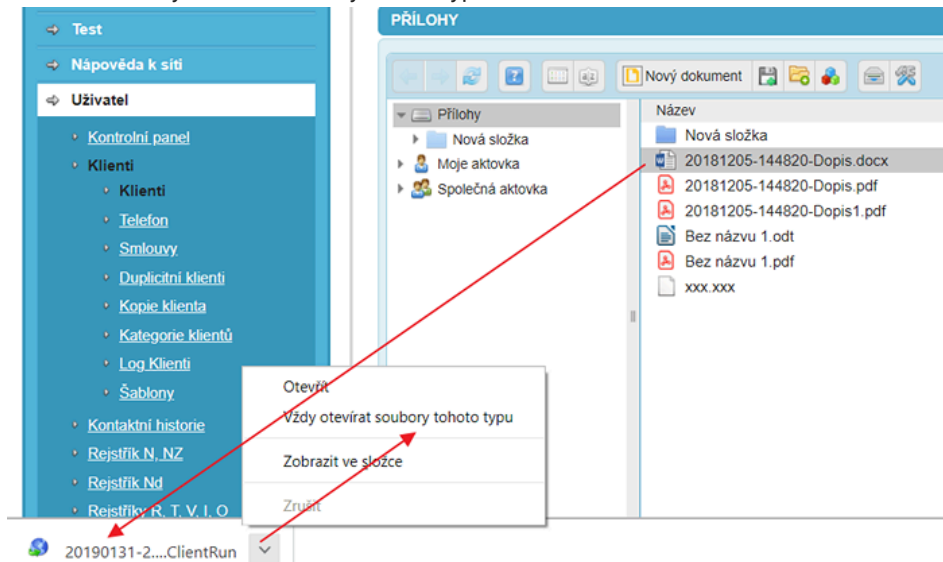 Test
Nápověda k síti
Uživatel
Kontrolní panel
Klienti
Klienti
Telefon
Smlouvy
Duplicitní klienti
Kopie klienta
Kategorie klientů
Log Klienti
Šablony
Kontaktní historie
Rejstřík N, NZ
Rejstřík Nd
Rejstříky R, T, V, I, O
PŘÍLOHY
Nový dokument
Přílohy
Nová složka
Moje aktovka
Společná aktovka
Název
Nová složka
20181205-144820-Dopis.docx
20181205-144820-Dopis.pdf
20181205-144820-Dopis1.pdf
Bez názvu 1.odt
Bez názvu 1.pdf
xxx.xxx
Otevřít
Vždy otevírat soubory tohoto typu
Zobrazit ve složce
Zrušit
20190131-2....ClientRun